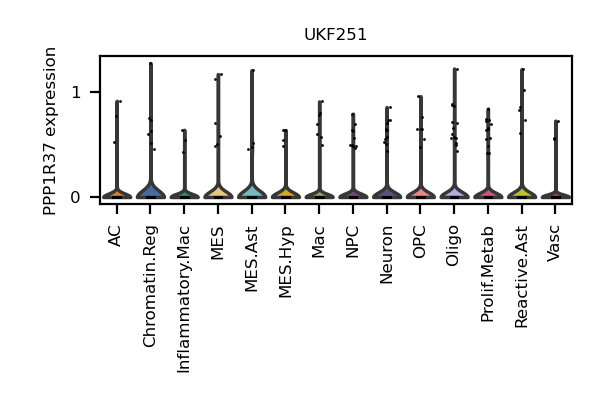 UKF251
PPP1R37 expression
1
0
AC
Chromatin.Reg
Inflammatory.Mac
MES
MES.Ast
MES.Hyp
Mac
NPC
Neuron
OPC
Oligo
Prolif.Metab
Reactive.Ast
Vasc